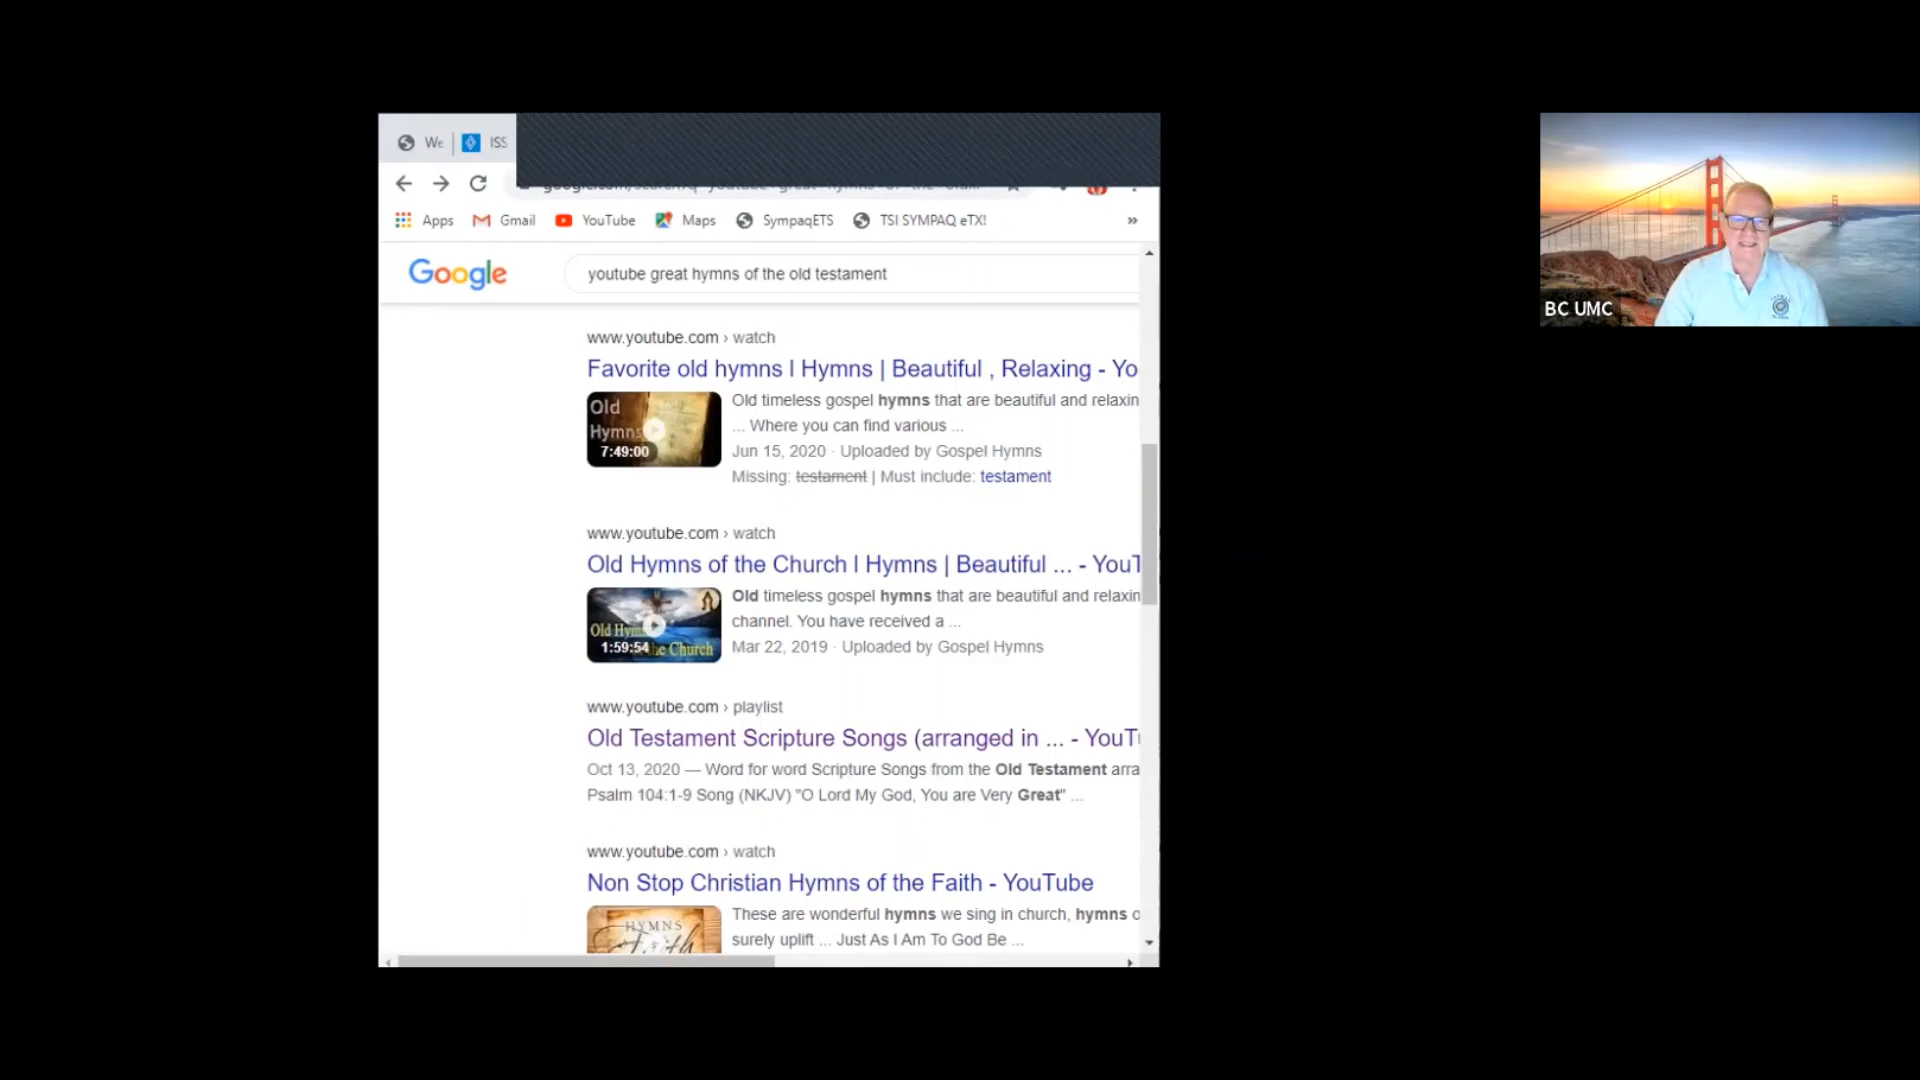 We
ISS
Apps
Gmail
YouTube
Maps
SympaqETS
TSI SYMPAQ eTX!
»
Google
youtube great hymns of the old testament
www.youtube.com › watch
Favorite old hymns l Hymns | Beautiful , Relaxing - Yo
Old
Hymns
7:49:00
Old timeless gospel hymns that are beautiful and relaxin
... Where you can find various ...
Jun 15, 2020 · Uploaded by Gospel Hymns
Missing: testament | Must include: testament
www.youtube.com › watch
Old Hymns of the Church l Hymns | Beautiful ... - YouT
Old Hym
1:59:54
he Church
Old timeless gospel hymns that are beautiful and relaxin
channel. You have received a ...
Mar 22, 2019 · Uploaded by Gospel Hymns
www.youtube.com › playlist
Old Testament Scripture Songs (arranged in ... - YouTu
Oct 13, 2020 — Word for word Scripture Songs from the Old Testament arra
Psalm 104:1-9 Song (NKJV) "O Lord My God, You are Very Great" ...
www.youtube.com › watch
Non Stop Christian Hymns of the Faith - YouTube
HYMNS
Faith
These are wonderful hymns we sing in church, hymns o
surely uplift ... Just As I Am To God Be ...
BC UMC